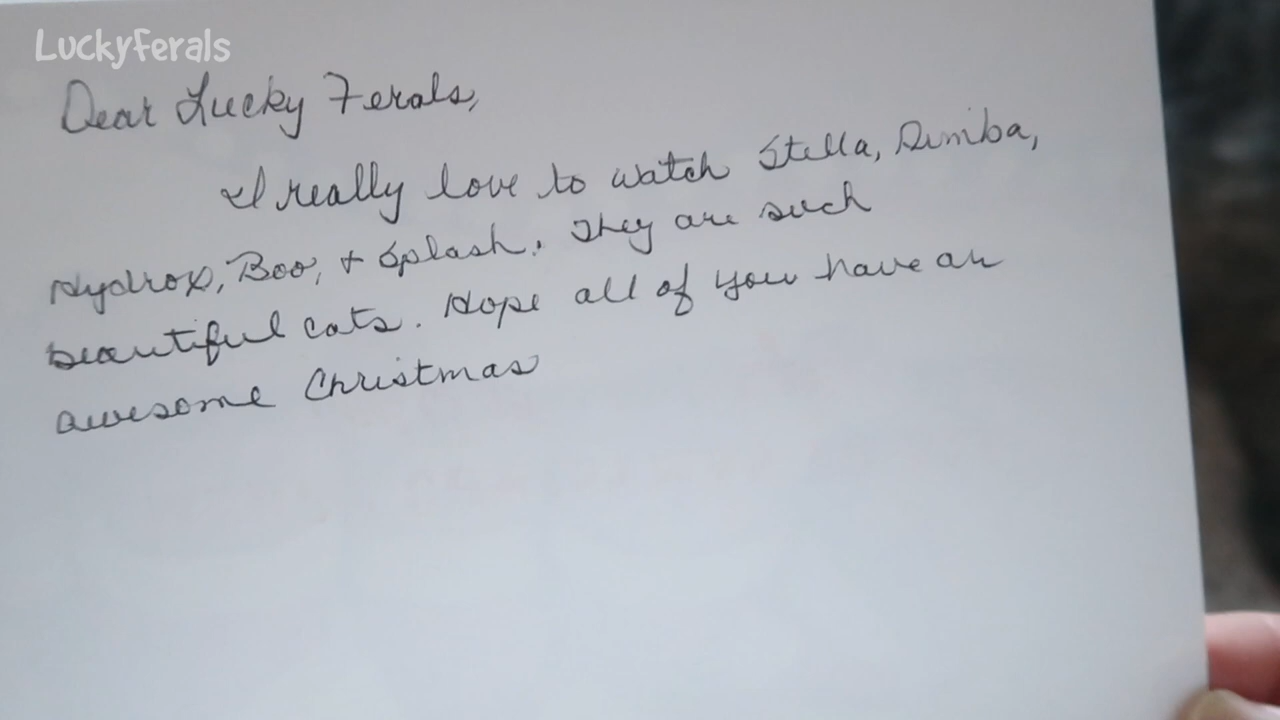 LuckyFerals
Dear Lucky Ferals,
I really love to watch Stella, Simba,
Hydrox, Boo, + Splash. They are such
beautiful cats. Hope all of you have an
awesome Christmas